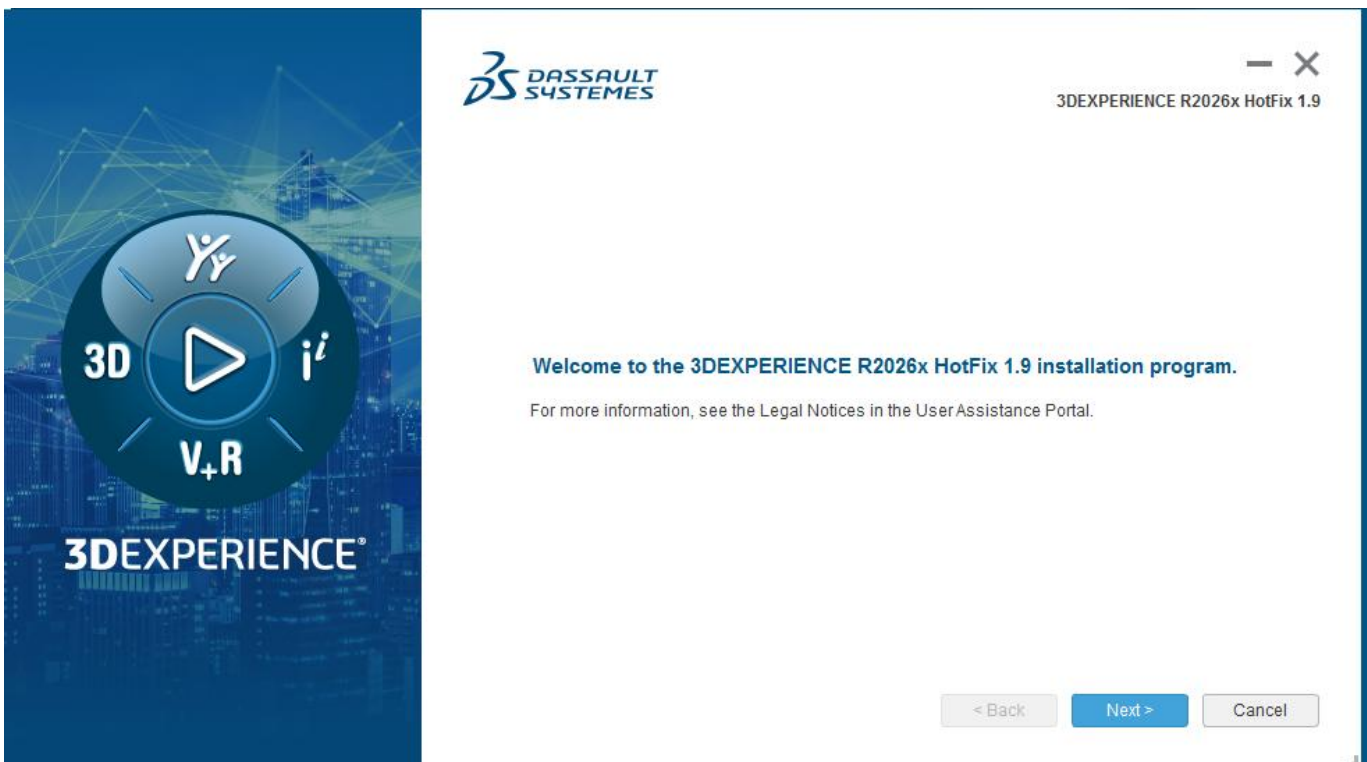 DASSAULT
SYSTEMES
3DEXPERIENCE R2026x HotFix 1.9
3D
i i
V+R
3DEXPERIENCE®
Welcome to the 3DEXPERIENCE R2026x HotFix 1.9 installation program.
For more information, see the Legal Notices in the User Assistance Portal.
< Back
Next >
Cancel